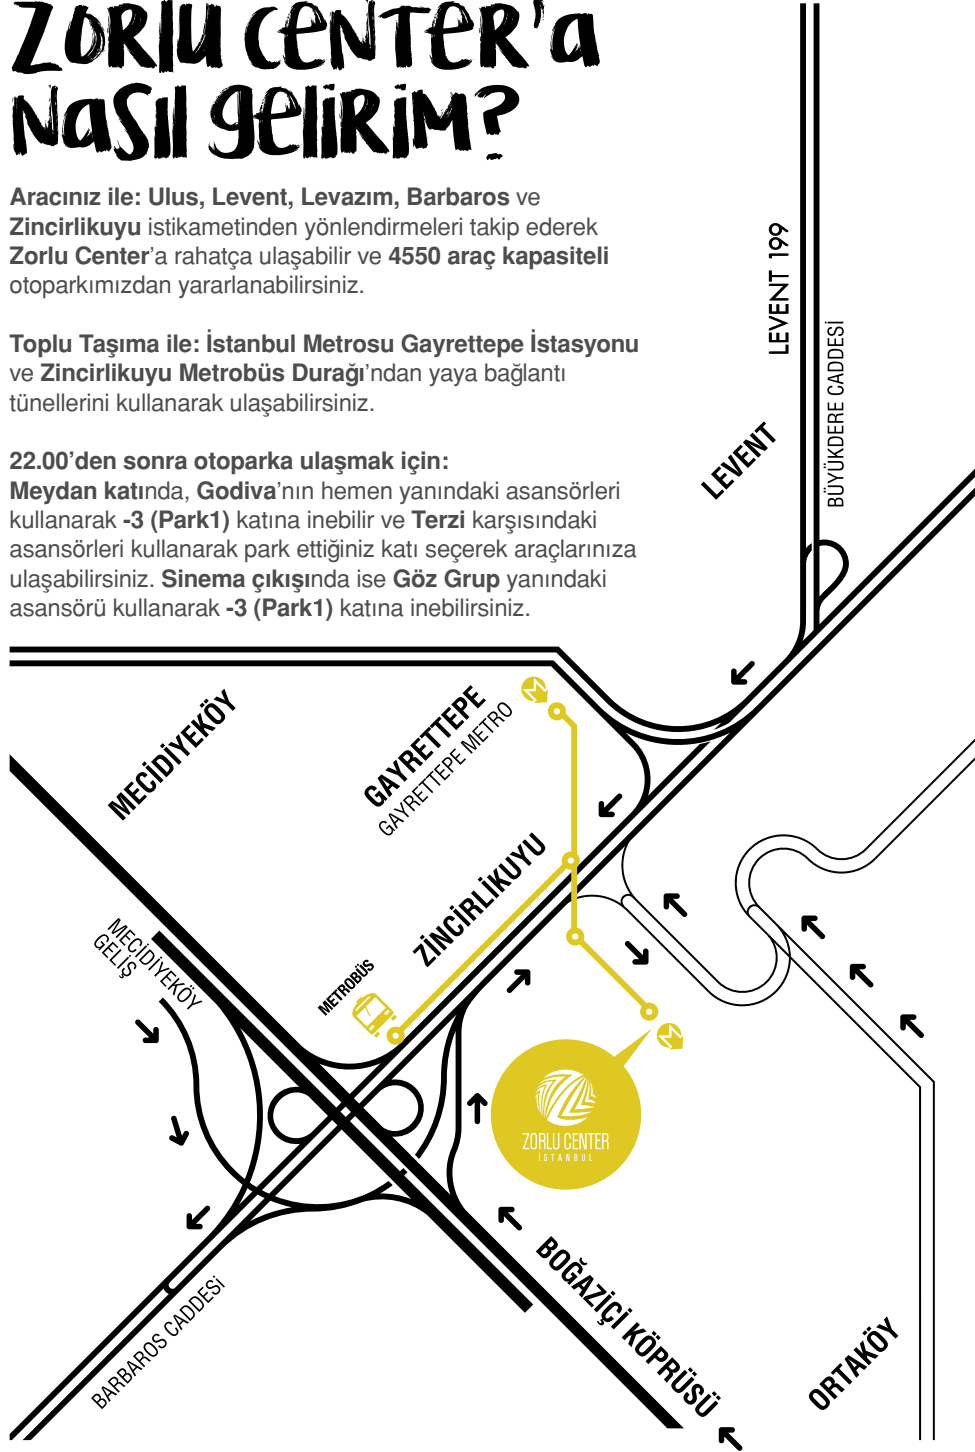 ZORLU CENTER'a
NASIL GELİRİM?
Aracınız ile: Ulus, Levent, Levazım, Barbaros ve
Zincirlikuyu istikametinden yönlendirmeleri takip ederek
Zorlu Center'a rahatça ulaşabilir ve 4550 araç kapasiteli
otoparkımızdan yararlanabilirsiniz.
Toplu Taşıma ile: İstanbul Metrosu Gayrettepe İstasyonu
ve Zincirlikuyu Metrobüs Durağı'ndan yaya bağlantı
tünellerini kullanarak ulaşabilirsiniz.
22.00'den sonra otoparka ulaşmak için:
Meydan katında, Godiva'nın hemen yanındaki asansörleri
kullanarak -3 (Park1) katına inebilir ve Terzi karşısındaki
asansörleri kullanarak park ettiğiniz katı seçerek araçlarınıza
ulaşabilirsiniz. Sinema çıkışında ise Göz Grup yanındaki
asansörü kullanarak -3 (Park1) katına inebilirsiniz.
LEVENT 199
BÜYÜKDERE CADDESİ
LEVENT
MECİDİYEKÖY
GAYRETTEPE
GAYRETTEPE METRO
M
ZİNCİRLİKUYU
MECİDİYEKÖY
GELİŞ
METROBÜS
M
ZORLU CENTER
İSTANBUL
BOĞAZİÇİ KÖPRÜSÜ
BARBAROS CADDESİ
ORTAKÖY